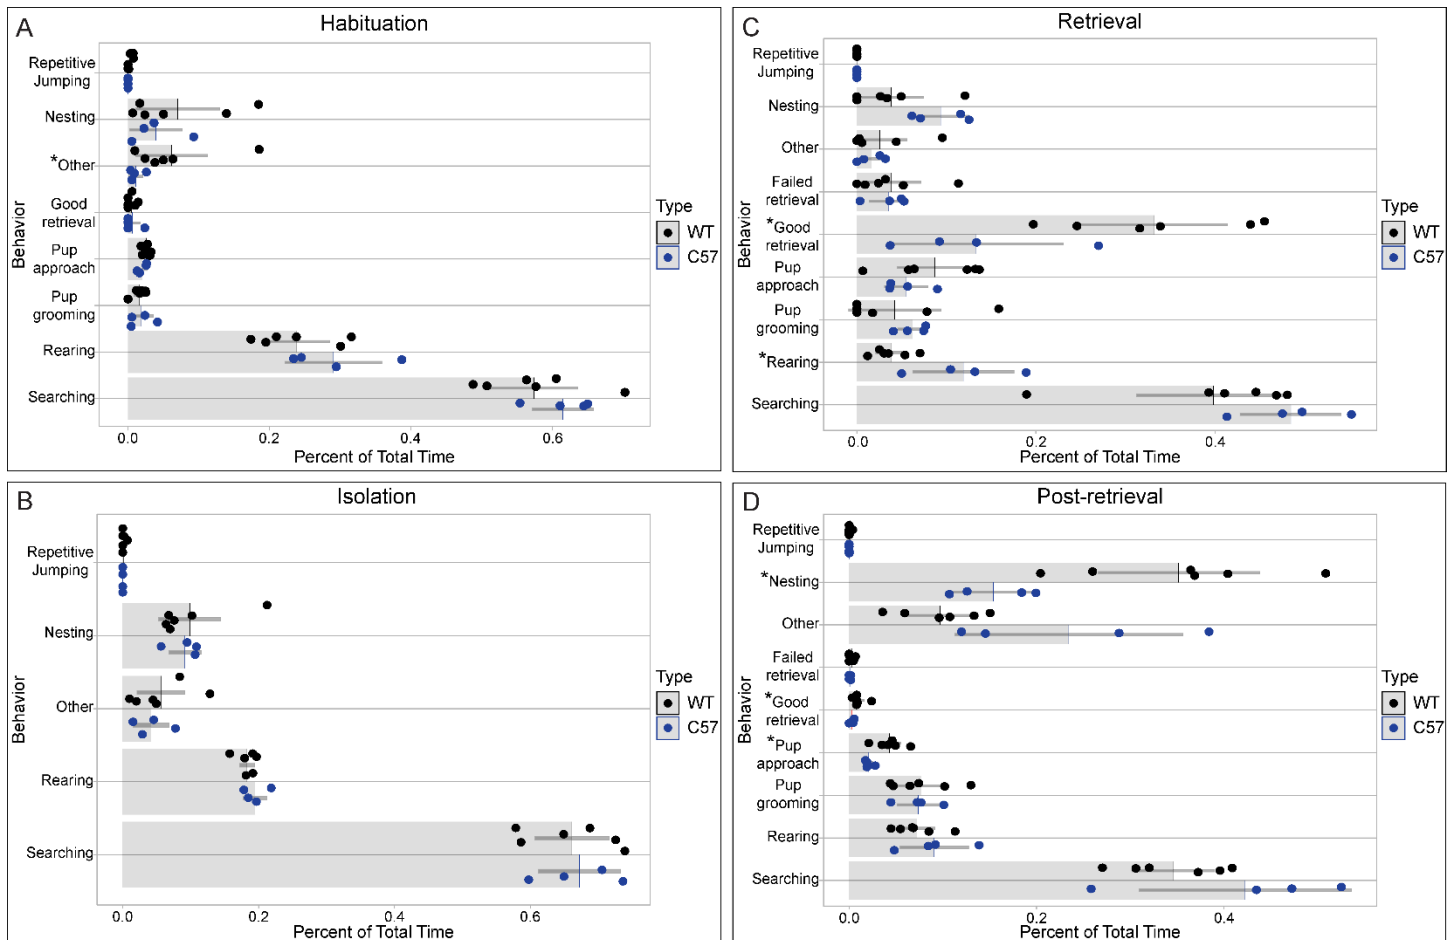 A
Habituation
Behavior
Repetitive
Jumping
Nesting
*Other
Good
retrieval
Pup
approach
Pup
grooming
Rearing
Searching
0.0 0.2 0.4 0.6
Percent of Total Time
Type
WT
C57
C
Retrieval
Behavior
Repetitive
Jumping
Nesting
Other
Failed
retrieval
*Good
retrieval
Pup
approach
Pup
grooming
*Rearing
Searching
0.0 0.2 0.4
Percent of Total Time
Type
WT
C57
B
Isolation
Behavior
Repetitive
Jumping
Nesting
Other
Rearing
Searching
0.0 0.2 0.4 0.6
Percent of Total Time
Type
WT
C57
D
Post-retrieval
Behavior
Repetitive
Jumping
*Nesting
Other
Failed
retrieval
*Good
retrieval
*Pup
approach
Pup
grooming
Rearing
Searching
0.0 0.2 0.4
Percent of Total Time
Type
WT
C57